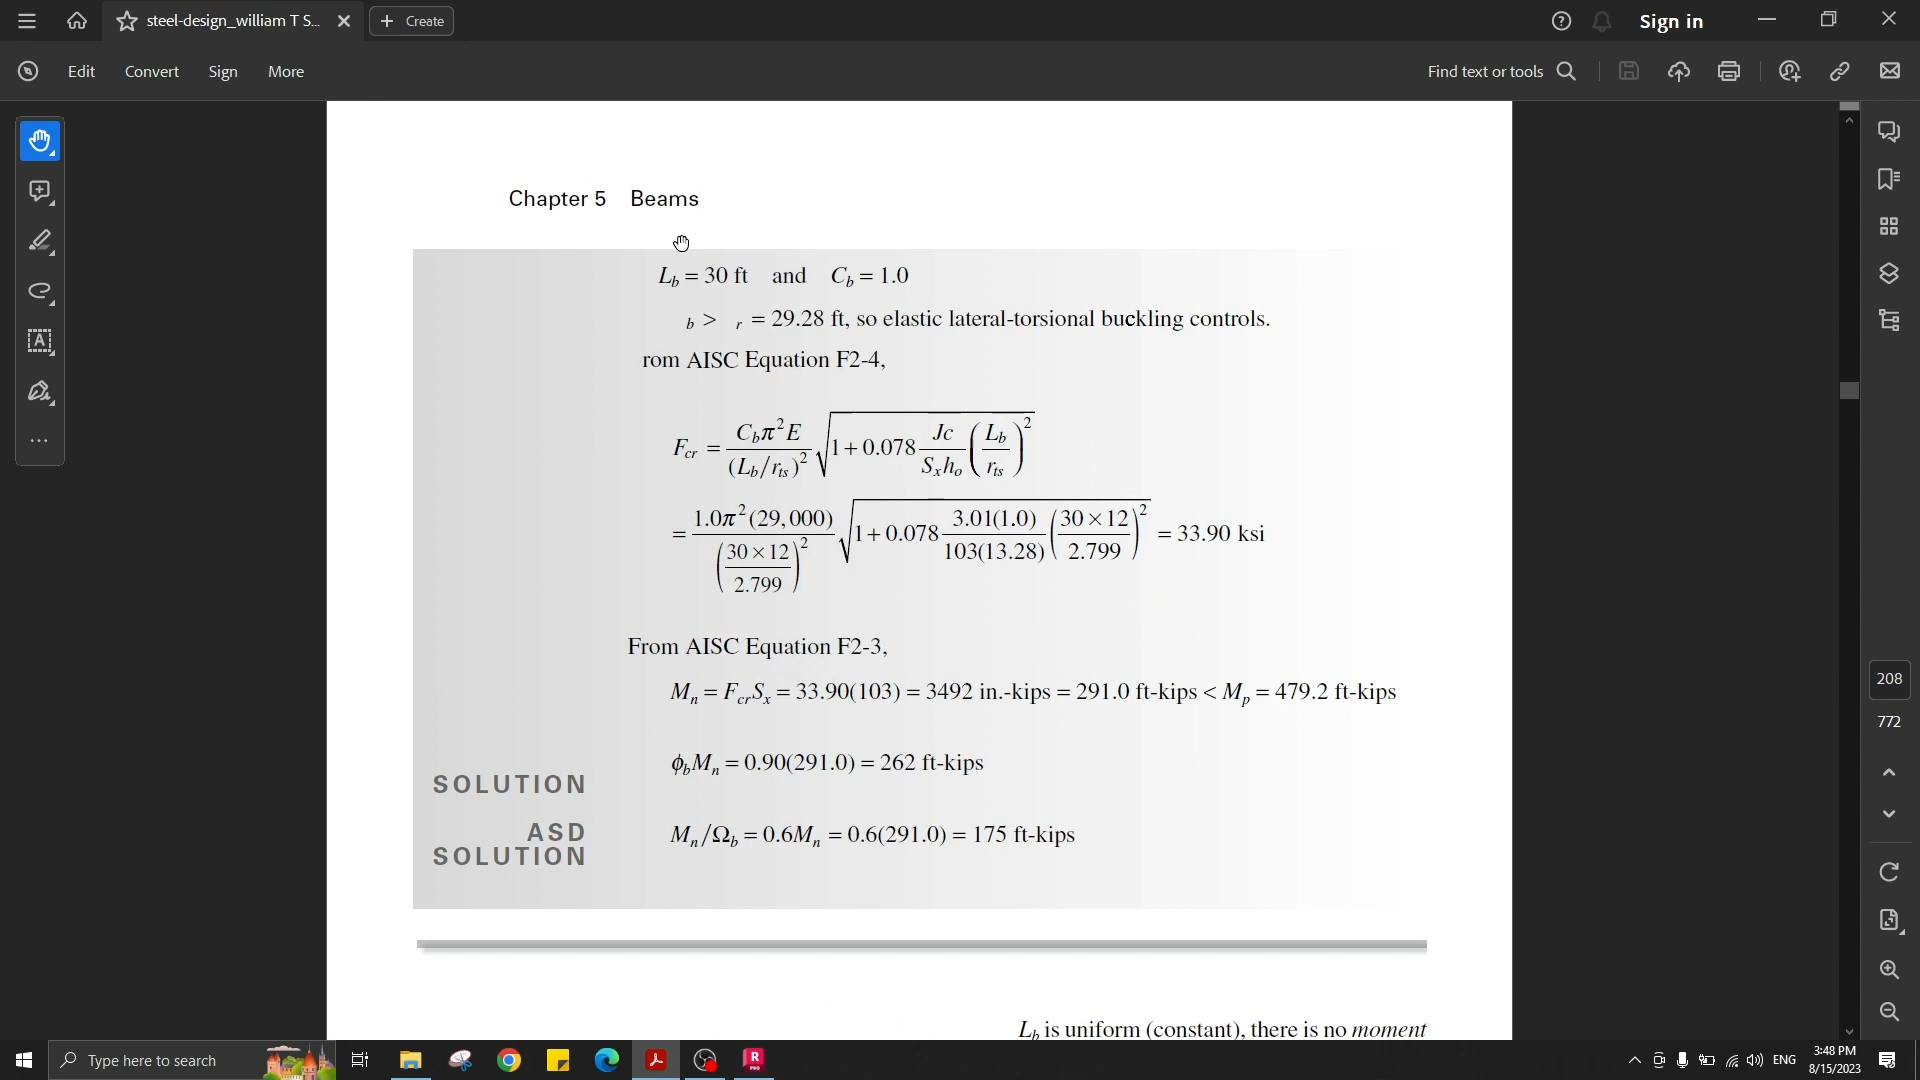 steel-design_william T S...
Create
Sign in
Edit
Convert
Sign
More
Find text or tools
Chapter 5 Beams
L_b = 30 ft and C_b = 1.0
_b > _r = 29.28 ft, so elastic lateral-torsional buckling controls.
rom AISC Equation F2-4,
F_cr = C_bπ²E / (L_b/r_ts)² √(1 + 0.078 Jc / S_xh_o (L_b / r_ts)²)
= 1.0π²(29,000) / (30 × 12 / 2.799)² √(1 + 0.078 3.01(1.0) / 103(13.28) (30 × 12 / 2.799)²) = 33.90 ksi
From AISC Equation F2-3,
M_n = F_crS_x = 33.90(103) = 3492 in.-kips = 291.0 ft-kips < M_p = 479.2 ft-kips
ϕ_bM_n = 0.90(291.0) = 262 ft-kips
SOLUTION
M_n/Ω_b = 0.6M_n = 0.6(291.0) = 175 ft-kips
ASD
SOLUTION
L_b is uniform (constant), there is no moment
208
772
Type here to search
R
PRO
ENG
3:48 PM
8/15/2023